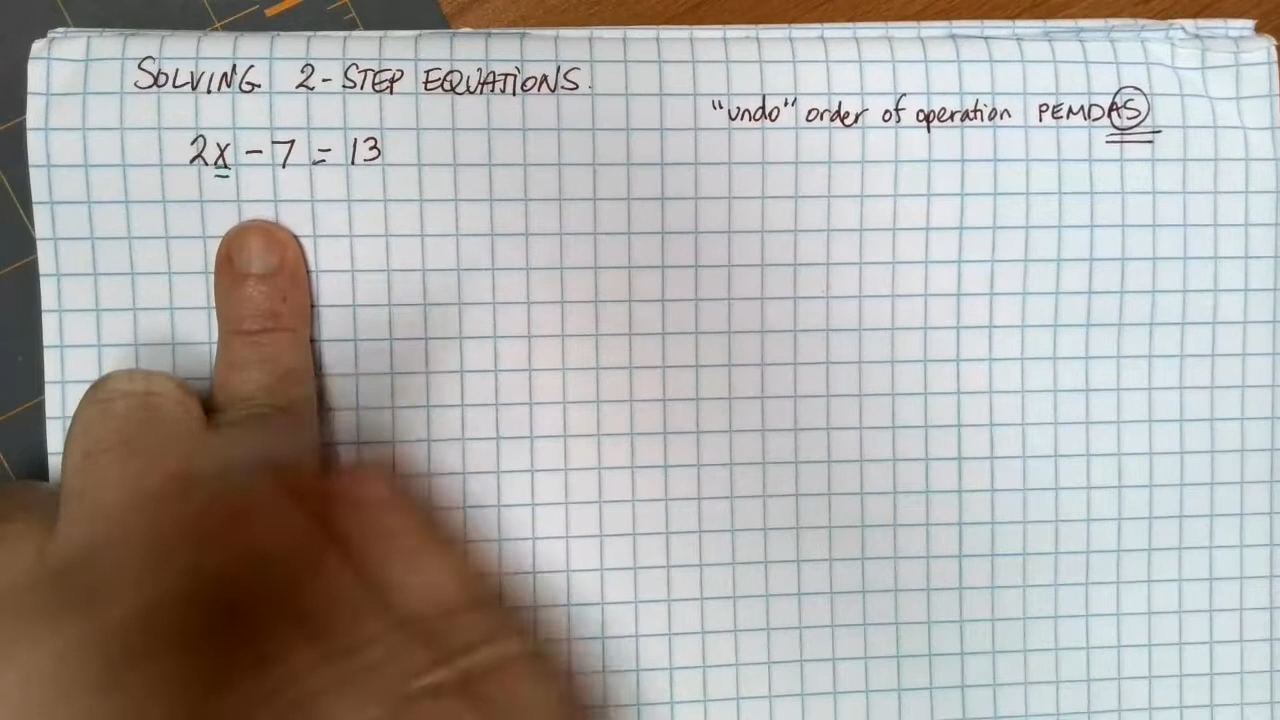 SOLVING 2-STEP EQUATIONS.
"undo" order of operation PEMDAS
2x - 7 = 13